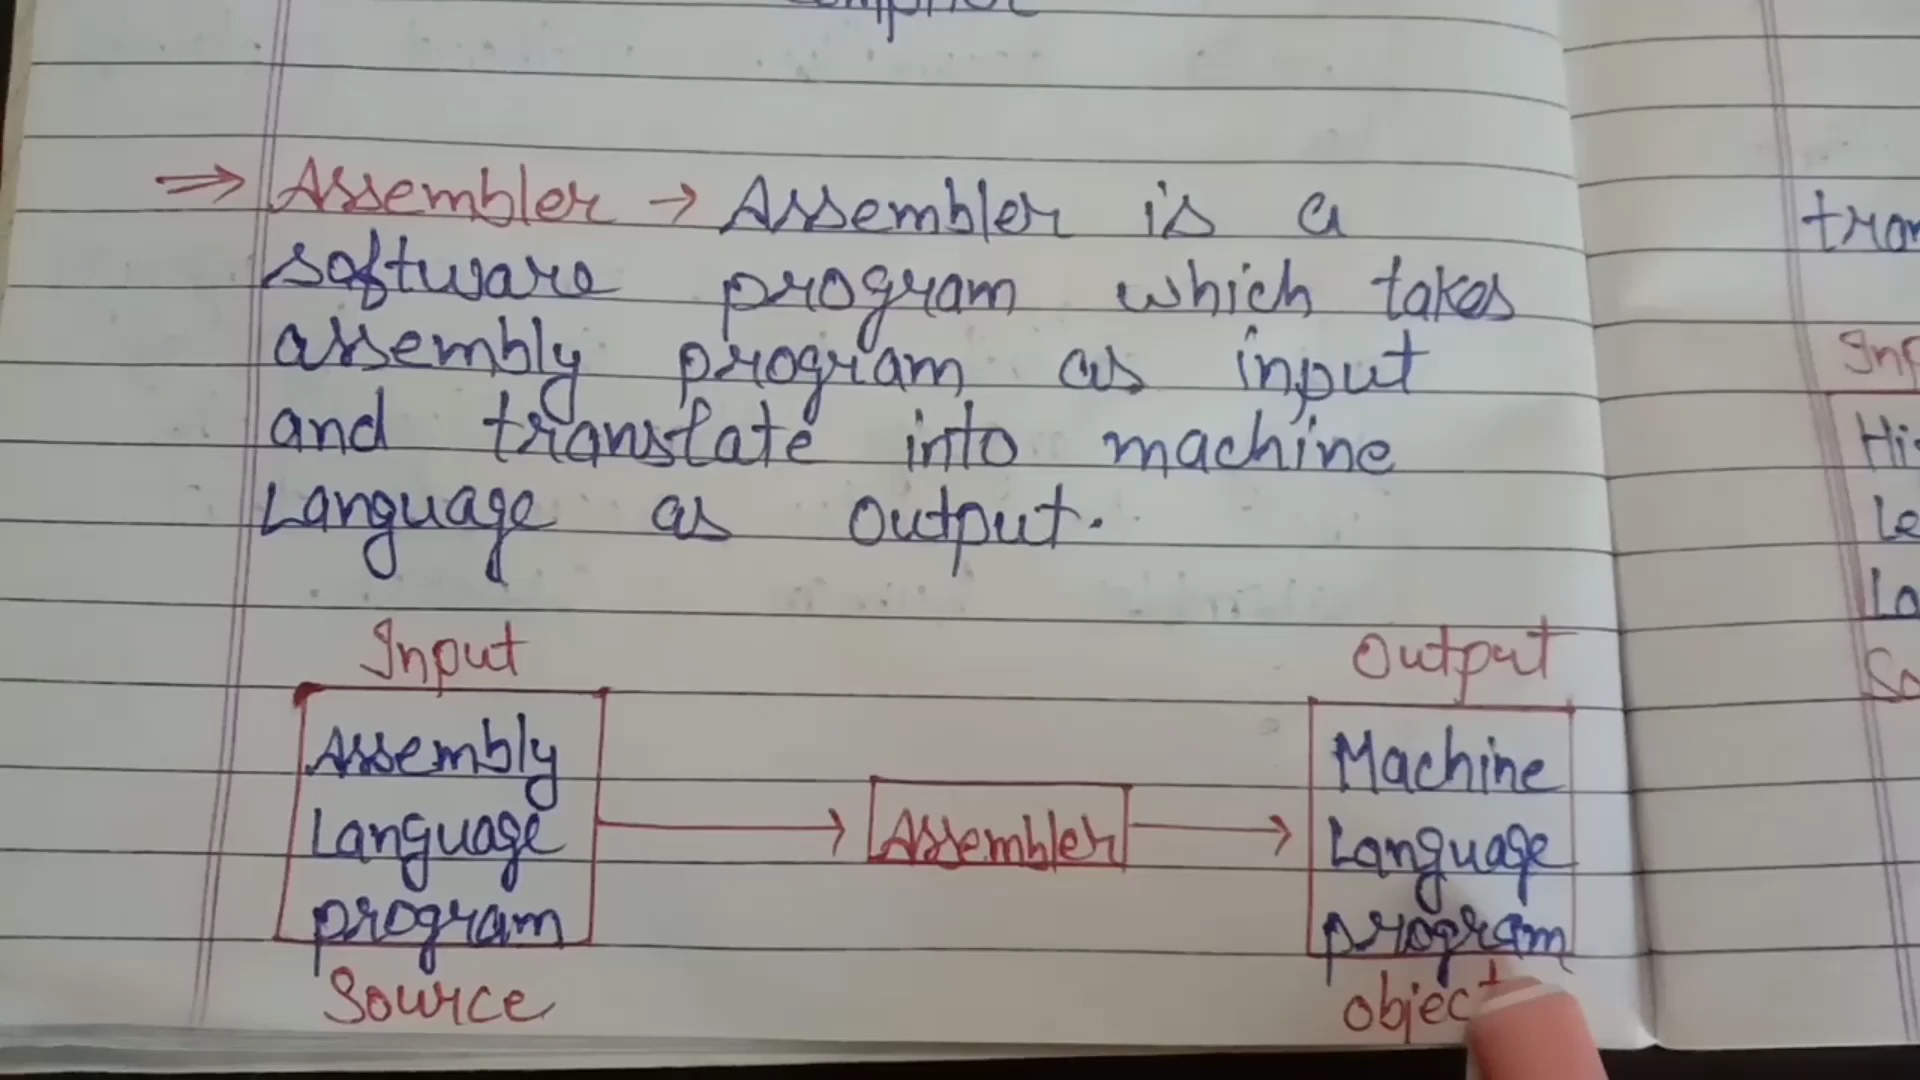 ⇒ Assembler → Assembler is a
software program which takes
assembly program as input
and translate into machine
Language as output.
Input
Output
Assembly
Language
program
Source
Assembler
Machine
Language
program
object